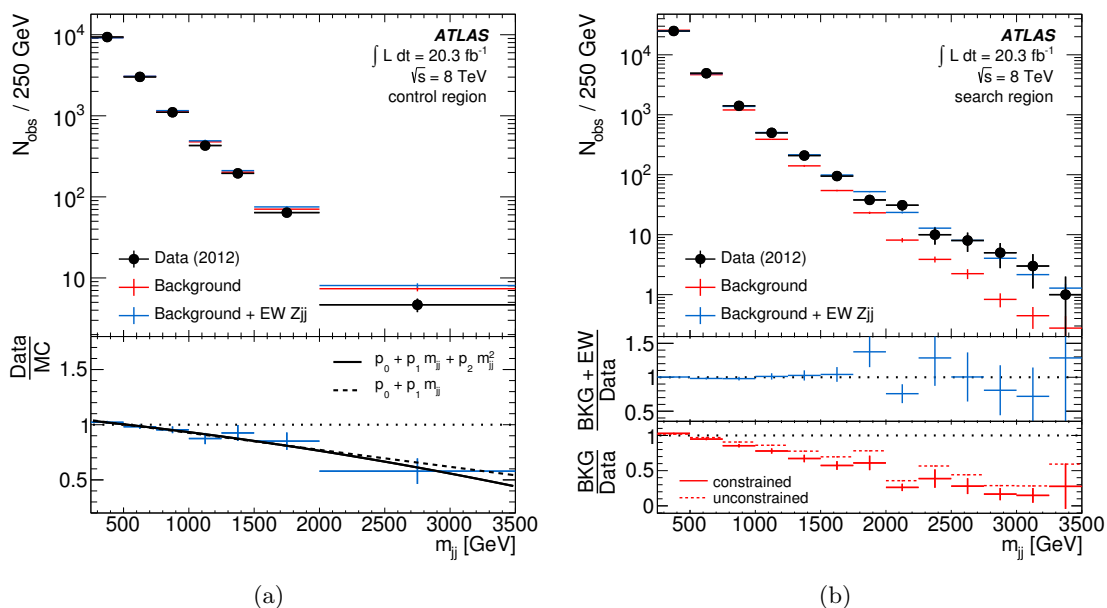 ATLAS
∫ L dt = 20.3 fb⁻¹
√s = 8 TeV
control region
N_obs / 250 GeV
10⁴
10³
10²
10
Data (2012)
Background
Background + EW Zjj
Data
MC
1.5
1
0.5
p₀ + p₁ m_jj + p₂ m²_jj
p₀ + p₁ m_jj
500 1000 1500 2000 2500 3000 3500
m_jj [GeV]
(a)
ATLAS
∫ L dt = 20.3 fb⁻¹
√s = 8 TeV
search region
N_obs / 250 GeV
10⁴
10³
10²
10
1
Data (2012)
Background
Background + EW Zjj
BKG + EW
Data
1.5
1
0.5
BKG
Data
1
0.5
0
constrained
unconstrained
500 1000 1500 2000 2500 3000 3500
m_jj [GeV]
(b)